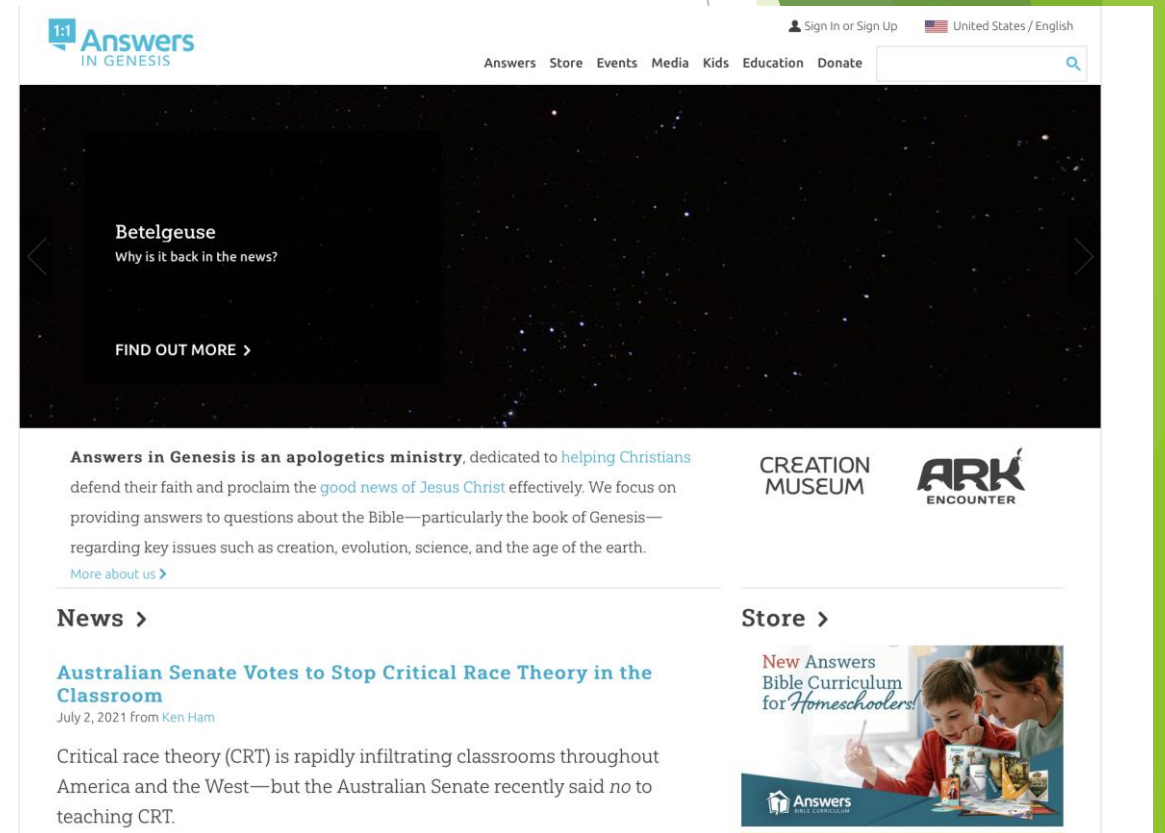 1:1
Answers
IN GENESIS
Sign In or Sign Up
United States / English
Answers Store Events Media Kids Education Donate
Betelgeuse
Why is it back in the news?
FIND OUT MORE >
Answers in Genesis is an apologetics ministry, dedicated to helping Christians
defend their faith and proclaim the good news of Jesus Christ effectively. We focus on
providing answers to questions about the Bible—particularly the book of Genesis—
regarding key issues such as creation, evolution, science, and the age of the earth.
More about us >
CREATION
MUSEUM
ARK
ENCOUNTER
News >
Australian Senate Votes to Stop Critical Race Theory in the
Classroom
July 2, 2021 from Ken Ham
Critical race theory (CRT) is rapidly infiltrating classrooms throughout
America and the West—but the Australian Senate recently said no to
teaching CRT.
Store >
New Answers
Bible Curriculum
for Homeschoolers!
Answers
BIBLE CURRICULUM